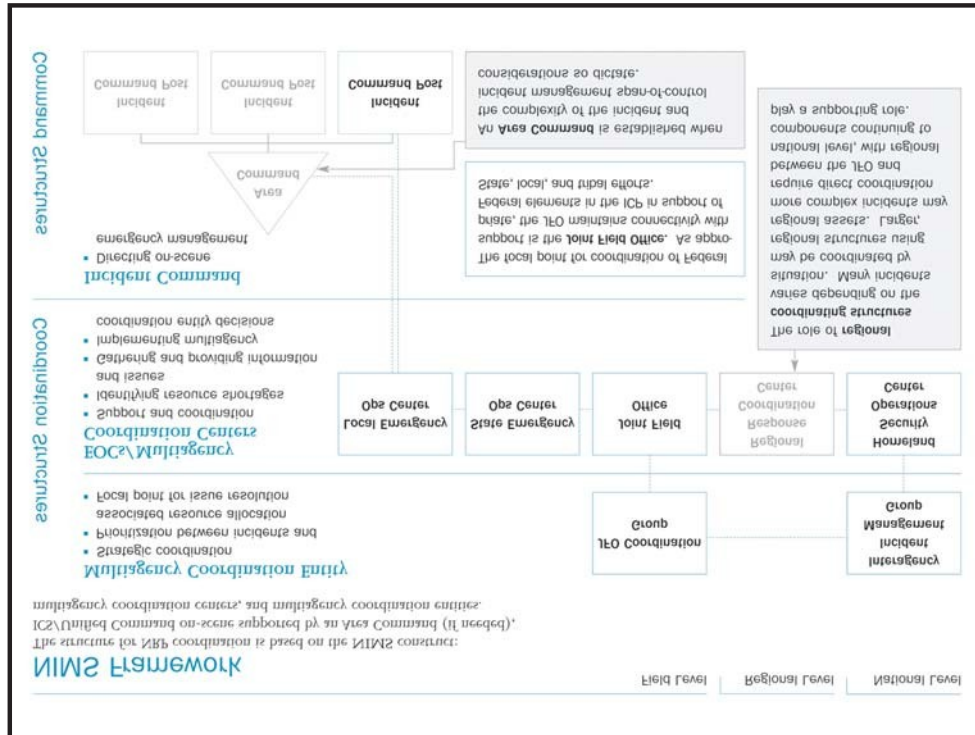 Field Level
Regional Level
National Level
NIMS Framework
The structure for NRP coordination is based on the NIMS construct:
ICS/Unified Command on-scene supported by an Area Command (if needed),
multiagency coordination centers, and multiagency coordination entities.
Coordination Structures
Multiagency Coordination Entity
▪ Strategic coordination
▪ Prioritization between incidents and
associated resource allocation
▪ Focal point for issue resolution
JFO Coordination
Group
Interagency
Incident
Management
Group
EOCs/Multiagency
Coordination Centers
▪ Support and coordination
▪ Identifying resource shortages
and issues
▪ Gathering and providing information
▪ Implementing multiagency
coordination entity decisions
Local Emergency
Ops Center
State Emergency
Ops Center
Joint Field
Office
Regional
Response
Coordination
Center
Homeland
Security
Operations
Center
Command Structures
Incident Command
▪ Directing on-scene
emergency management
Area
Command
Incident
Command Post
Incident
Command Post
Incident
Command Post
The focal point for coordination of Federal
support is the Joint Field Office. As appro-
priate, the JFO maintains connectivity with
Federal elements in the ICP in support of
State, local, and tribal efforts.
An Area Command is established when
the complexity of the incident and
incident management span-of-control
considerations so dictate.
The role of regional
coordinating structures
varies depending on the
situation. Many incidents
may be coordinated by
regional structures using
regional assets. Larger,
more complex incidents may
require direct coordination
between the JFO and
national level, with regional
components continuing to
play a supporting role.